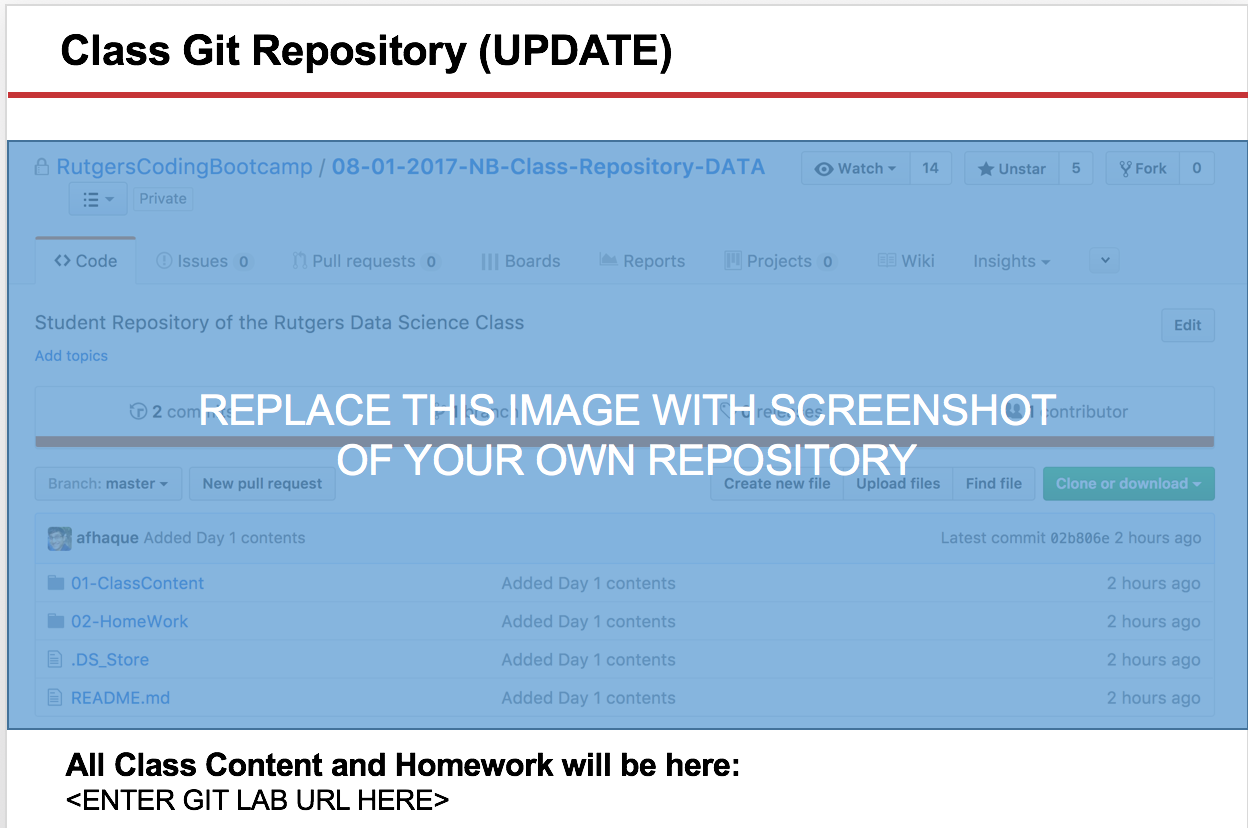 Class Git Repository (UPDATE)
RutgersCodingBootcamp / 08-01-2017-NB-Class-Repository-DATA
Watch 14 Unstar 5 Fork 0
Private
Code Issues 0 Pull requests 0 Boards Reports Projects 0 Wiki Insights
Student Repository of the Rutgers Data Science Class
Edit
Add topics
2 commits 1 branch 0 releases 1 contributor
REPLACE THIS IMAGE WITH SCREENSHOT
OF YOUR OWN REPOSITORY
Branch: master New pull request Create new file Upload files Find file Clone or download
afhaque Added Day 1 contents Latest commit 02b806e 2 hours ago
01-ClassContent Added Day 1 contents 2 hours ago
02-HomeWork Added Day 1 contents 2 hours ago
.DS_Store Added Day 1 contents 2 hours ago
README.md Added Day 1 contents 2 hours ago
All Class Content and Homework will be here:
<ENTER GIT LAB URL HERE>